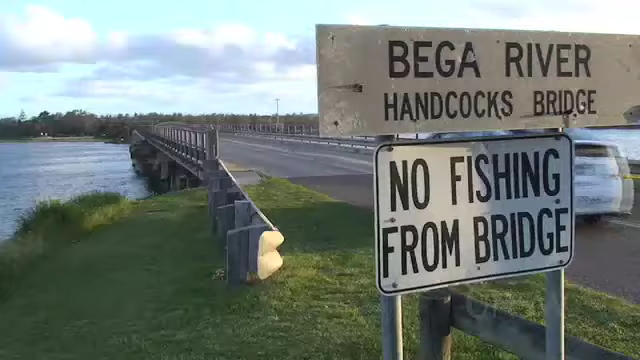 BEGA RIVER
HANDCOCKS BRIDGE
NO FISHING
FROM BRIDGE